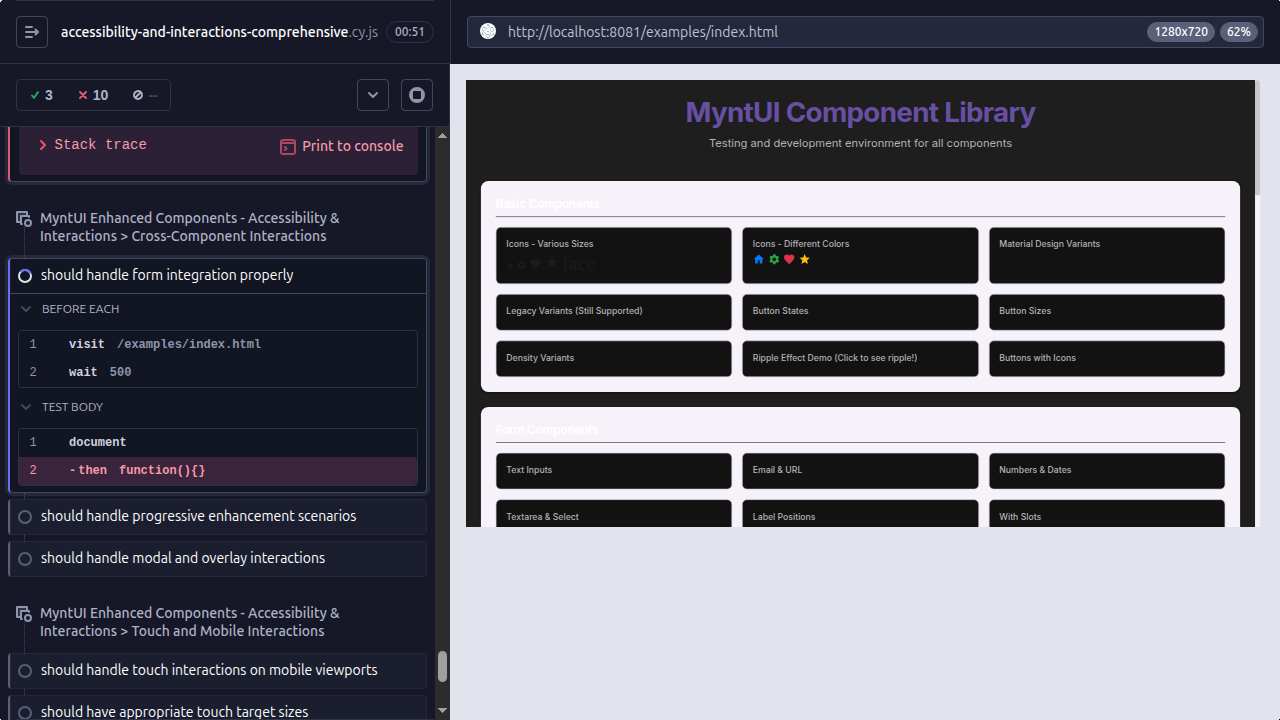 accessibility-and-interactions-comprehensive.cy.js 00:51
3 10 --
Stack trace Print to console
MyntUI Enhanced Components - Accessibility &
Interactions > Cross-Component Interactions
should handle form integration properly
BEFORE EACH
1 visit /examples/index.html
2 wait 500
TEST BODY
1 document
2 -then function(){}
should handle progressive enhancement scenarios
should handle modal and overlay interactions
MyntUI Enhanced Components - Accessibility &
Interactions > Touch and Mobile Interactions
should handle touch interactions on mobile viewports
should have appropriate touch target sizes
http://localhost:8081/examples/index.html 1280x720 62%
MyntUI Component Library
Testing and development environment for all components
Basic Components
Icons - Various Sizes
face
Icons - Different Colors
Material Design Variants
Legacy Variants (Still Supported)
Button States
Button Sizes
Density Variants
Ripple Effect Demo (Click to see ripple!)
Buttons with Icons
Form Components
Text Inputs
Email & URL
Numbers & Dates
Textarea & Select
Label Positions
With Slots